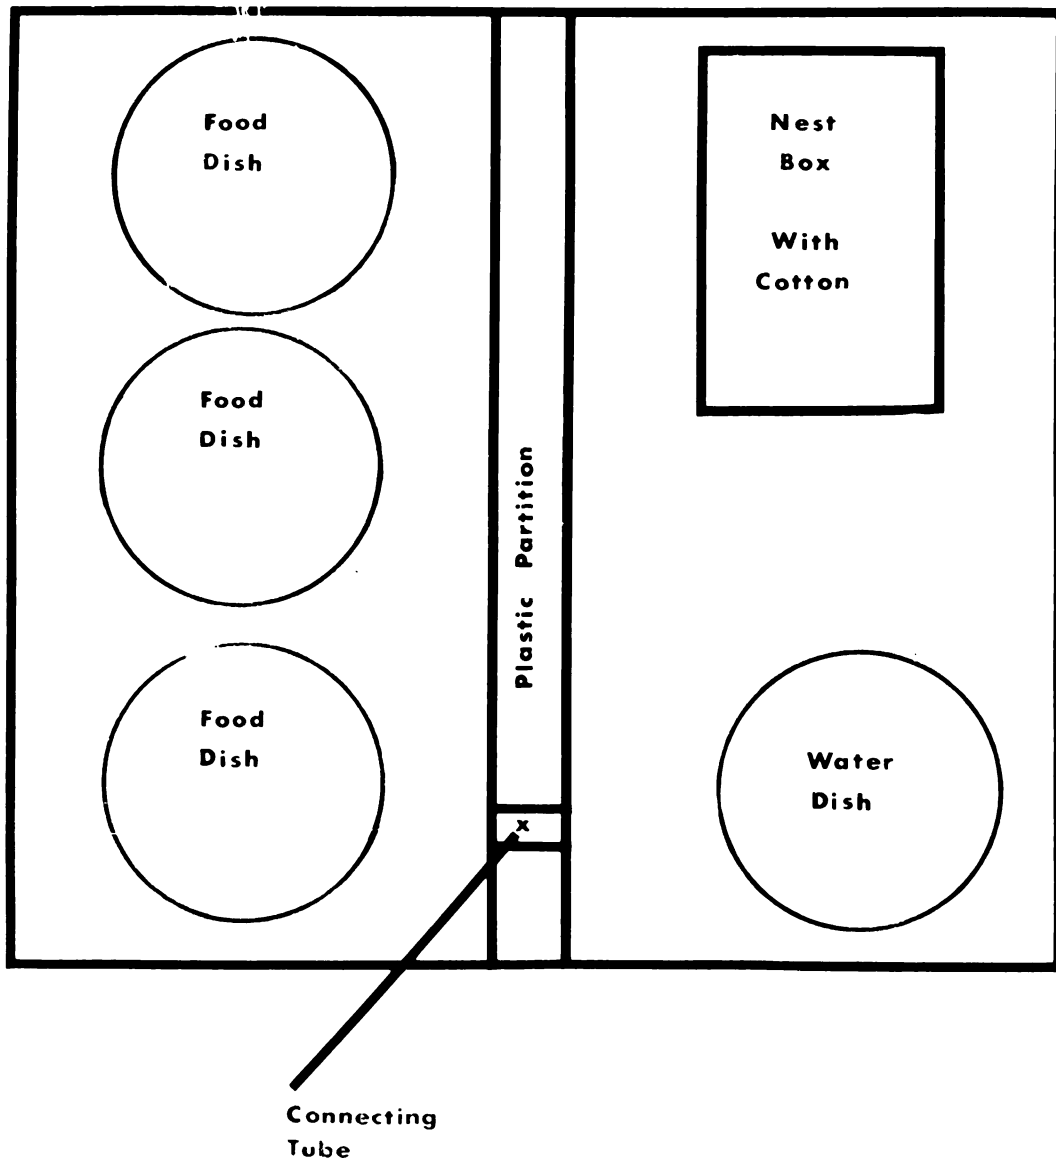 Food
Dish
Food
Dish
Food
Dish
Plastic Partition
Nest
Box
With
Cotton
Water
Dish
x
Connecting
Tube